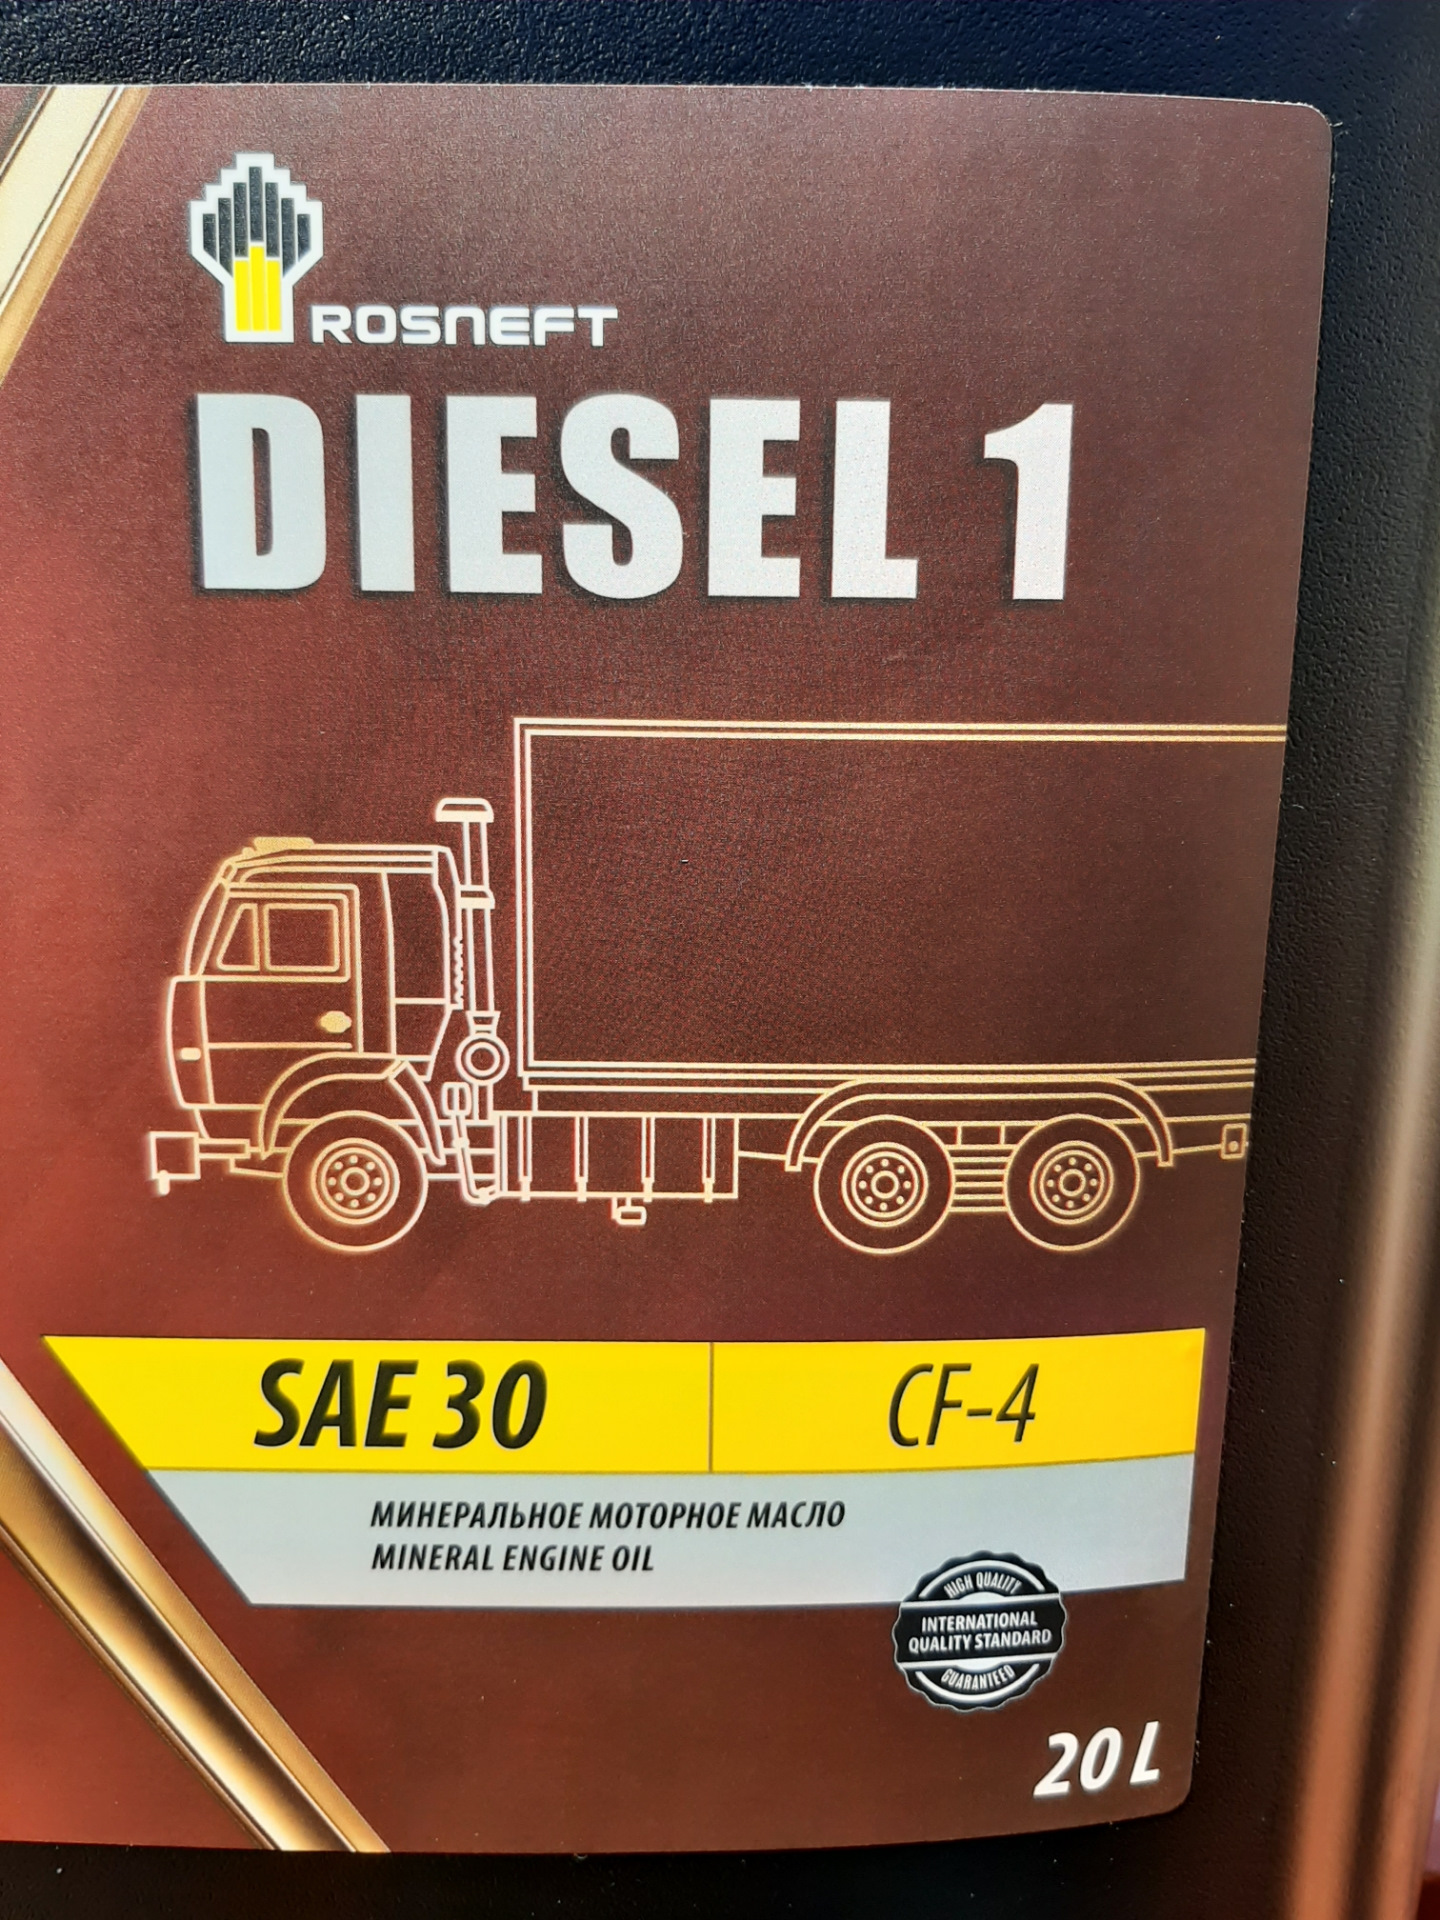 ROSNEFT
DIESEL 1
SAE 30
CF-4
МИНЕРАЛЬНОЕ МОТОРНОЕ МАСЛО
MINERAL ENGINE OIL
HIGH QUALITY
INTERNATIONAL
QUALITY STANDARD
GUARANTEED
20 L